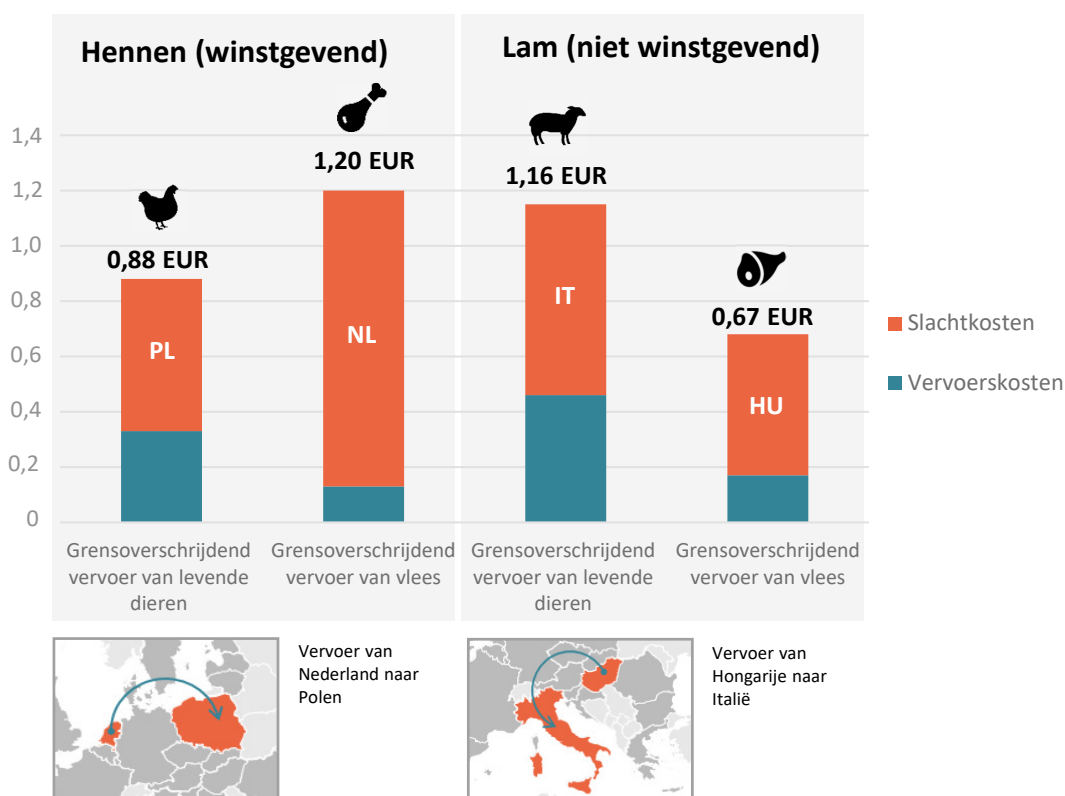 Hennen (winstgevend)
Lam (niet winstgevend)
1,4
1,2
1,0
0,8
0,6
0,4
0,2
0
0,88 EUR
1,20 EUR
1,16 EUR
0,67 EUR
PL
NL
IT
HU
Slachtkosten
Vervoerskosten
Grensoverschrijdend
vervoer van levende
dieren
Grensoverschrijdend
vervoer van vlees
Grensoverschrijdend
vervoer van levende
dieren
Grensoverschrijdend
vervoer van vlees
Vervoer van
Nederland naar
Polen
Vervoer van
Hongarije naar
Italië